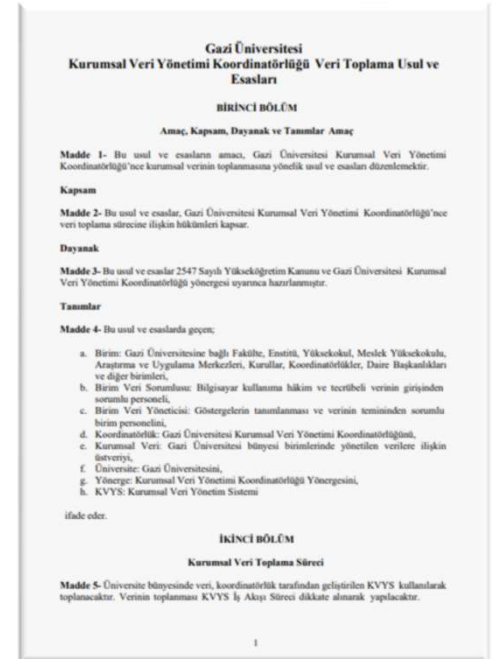 Gazi Üniversitesi
Kurumsal Veri Yönetimi Koordinatörlüğü Veri Toplama Usul ve
Esasları
BİRİNCİ BÖLÜM
Amaç, Kapsam, Dayanak ve Tanımlar Amaç
Madde 1- Bu usul ve esasların amacı, Gazi Üniversitesi Kurumsal Veri Yönetimi
Koordinatörlüğü'nce kurumsal verinin toplanmasına yönelik usul ve esasları düzenlemektir.
Kapsam
Madde 2- Bu usul ve esaslar, Gazi Üniversitesi Kurumsal Veri Yönetimi Koordinatörlüğü'nce
veri toplama sürecine ilişkin hükümleri kapsar.
Dayanak
Madde 3- Bu usul ve esaslar 2547 Sayılı Yükseköğretim Kanunu ve Gazi Üniversitesi Kurumsal
Veri Yönetimi Koordinatörlüğü yönergesi uyarınca hazırlanmıştır.
Tanımlar
Madde 4- Bu usul ve esaslarda geçen;
a. Birim: Gazi Üniversitesine bağlı Fakülte, Enstitü, Yüksekokul, Meslek Yüksekokulu,
Araştırma ve Uygulama Merkezleri, Kurullar, Koordinatörlükler, Daire Başkanlıkları
ve diğer birimleri,
b. Birim Veri Sorumlusu: Bilgisayar kullanıma hâkim ve tecrübeli verinin girişinden
sorumlu personeli,
c. Birim Veri Yöneticisi: Göstergelerin tanımlanması ve verinin temininden sorumlu
birim personelini,
d. Koordinatörlük: Gazi Üniversitesi Kurumsal Veri Yönetimi Koordinatörlüğünü,
e. Kurumsal Veri: Gazi Üniversitesi bünyesi birimlerinde yönetilen verilere ilişkin
üstveriyi,
f. Üniversite: Gazi Üniversitesini,
g. Yönerge: Kurumsal Veri Yönetimi Koordinatörlüğü Yönergesini,
h. KVYS: Kurumsal Veri Yönetim Sistemi
ifade eder.
İKİNCİ BÖLÜM
Kurumsal Veri Toplama Süreci
Madde 5- Üniversite bünyesinde veri, koordinatörlük tarafından geliştirilen KVYS kullanılarak
toplanacaktır. Verinin toplanması KVYS İş Akışı Süreci dikkate alınarak yapılacaktır.
1